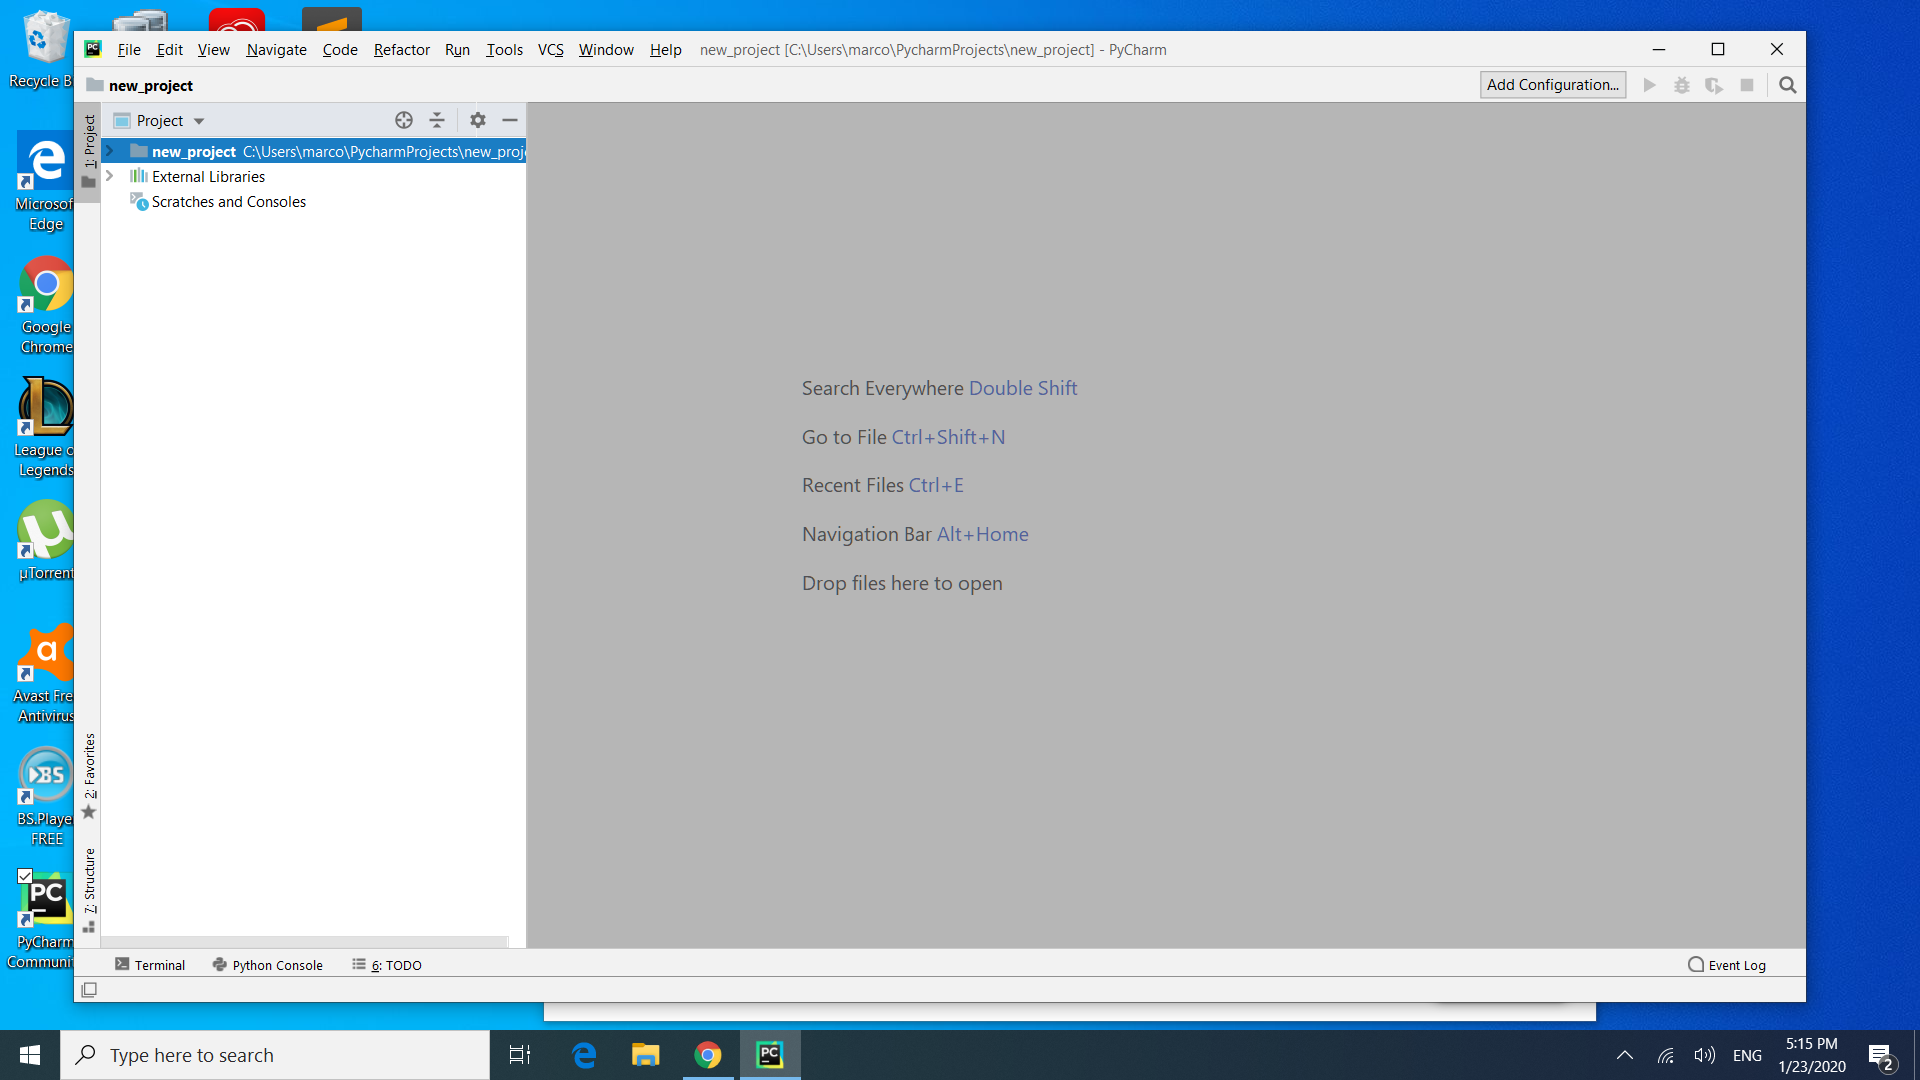 File Edit View Navigate Code Refactor Run Tools VCS Window Help new_project [C:\Users\marco\PycharmProjects\new_project] - PyCharm
new_project
Add Configuration...
1: Project
Project
new_project C:\Users\marco\PycharmProjects\new_proj
External Libraries
Scratches and Consoles
Search Everywhere Double Shift
Go to File Ctrl+Shift+N
Recent Files Ctrl+E
Navigation Bar Alt+Home
Drop files here to open
2: Favorites
7: Structure
Terminal
Python Console
6: TODO
Event Log
Recycle B
Microsof
Edge
Google
Chrome
League o
Legends
µTorrent
Avast Fre
Antivirus
BS
BS.Playe
FREE
PC
PyCharm
Communi
Type here to search
PC
ENG
5:15 PM
1/23/2020
2